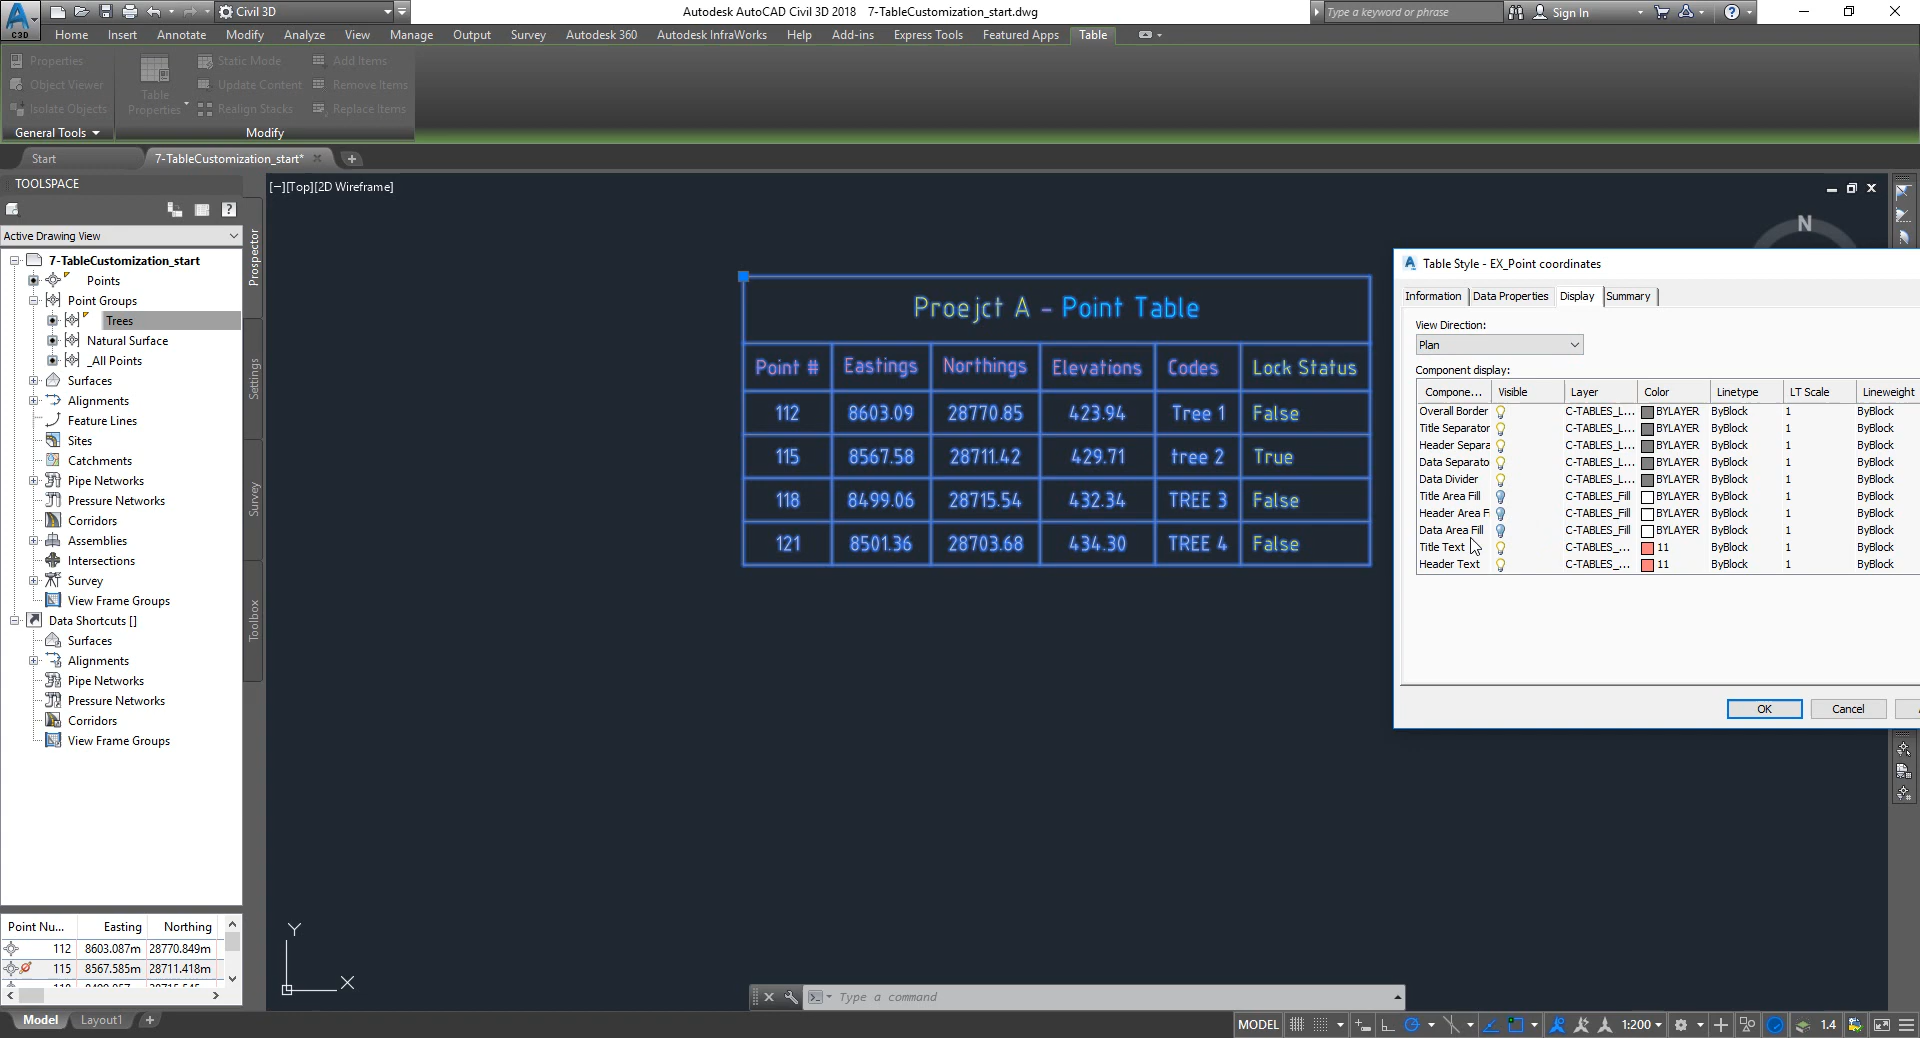 Civil 3D
Autodesk AutoCAD Civil 3D 2018 7-TableCustomization_start.dwg
Type a keyword or phrase
Sign In
C3D
Home Insert Annotate Modify Analyze View Manage Output Survey Autodesk 360 Autodesk InfraWorks Help Add-ins Express Tools Featured Apps Table
Properties
Object Viewer
Isolate Objects
General Tools
Table
Properties
Static Mode
Update Content
Realign Stacks
Add Items
Remove Items
Replace Items
Modify
Start
7-TableCustomization_start*
TOOLSPACE
Active Drawing View
7-TableCustomization_start
Points
Point Groups
Trees
Natural Surface
_All Points
Surfaces
Alignments
Feature Lines
Sites
Catchments
Pipe Networks
Pressure Networks
Corridors
Assemblies
Intersections
Survey
View Frame Groups
Data Shortcuts []
Surfaces
Alignments
Pipe Networks
Pressure Networks
Corridors
View Frame Groups
Prospector
Settings
Survey
Toolbox
Point Nu... Easting Northing
112 8603.087m 28770.849m
115 8567.585m 28711.418m
[−][Top][2D Wireframe]
N
Proejct A - Point Table
Point # Eastings Northings Elevations Codes Lock Status
112 8603.09 28770.85 423.94 Tree 1 False
115 8567.58 28711.42 429.71 tree 2 True
118 8499.06 28715.54 432.34 TREE 3 False
121 8501.36 28703.68 434.30 TREE 4 False
Table Style - EX_Point coordinates
Information Data Properties Display Summary
View Direction:
Plan
Component display:
Compone... Visible Layer Color Linetype LT Scale Lineweight
Overall Border C-TABLES_L... BYLAYER ByBlock 1 ByBlock
Title Separator C-TABLES_L... BYLAYER ByBlock 1 ByBlock
Header Separa C-TABLES_L... BYLAYER ByBlock 1 ByBlock
Data Separato C-TABLES_L... BYLAYER ByBlock 1 ByBlock
Data Divider C-TABLES_L... BYLAYER ByBlock 1 ByBlock
Title Area Fill C-TABLES_Fill BYLAYER ByBlock 1 ByBlock
Header Area F C-TABLES_Fill BYLAYER ByBlock 1 ByBlock
Data Area Fill C-TABLES_Fill BYLAYER ByBlock 1 ByBlock
Title Text C-TABLES_... 11 ByBlock 1 ByBlock
Header Text C-TABLES_... 11 ByBlock 1 ByBlock
OK Cancel
Y
X
Type a command
Model Layout1
MODEL 1:200 1.4